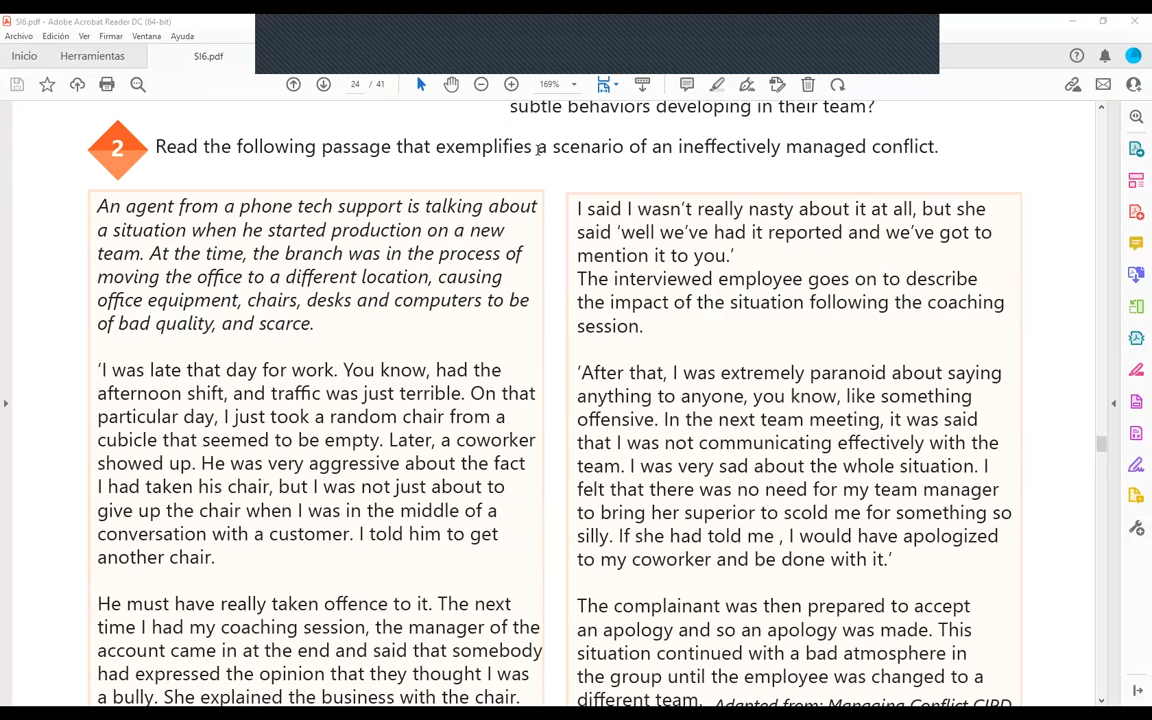 SI6.pdf - Adobe Acrobat Reader DC (64-bit)
Archivo Edición Ver Firmar Ventana Ayuda
Inicio Herramientas SI6.pdf
24 / 41 169%
subtle behaviors developing in their team?
2 Read the following passage that exemplifies a scenario of an ineffectively managed conflict.
An agent from a phone tech support is talking about
a situation when he started production on a new
team. At the time, the branch was in the process of
moving the office to a different location, causing
office equipment, chairs, desks and computers to be
of bad quality, and scarce.
'I was late that day for work. You know, had the
afternoon shift, and traffic was just terrible. On that
particular day, I just took a random chair from a
cubicle that seemed to be empty. Later, a coworker
showed up. He was very aggressive about the fact
I had taken his chair, but I was not just about to
give up the chair when I was in the middle of a
conversation with a customer. I told him to get
another chair.
He must have really taken offence to it. The next
time I had my coaching session, the manager of the
account came in at the end and said that somebody
had expressed the opinion that they thought I was
a bully. She explained the business with the chair.
I said I wasn't really nasty about it at all, but she
said 'well we've had it reported and we've got to
mention it to you.'
The interviewed employee goes on to describe
the impact of the situation following the coaching
session.
'After that, I was extremely paranoid about saying
anything to anyone, you know, like something
offensive. In the next team meeting, it was said
that I was not communicating effectively with the
team. I was very sad about the whole situation. I
felt that there was no need for my team manager
to bring her superior to scold me for something so
silly. If she had told me , I would have apologized
to my coworker and be done with it.'
The complainant was then prepared to accept
an apology and so an apology was made. This
situation continued with a bad atmosphere in
the group until the employee was changed to a
different team. Adapted from: Managing Conflict CIPD